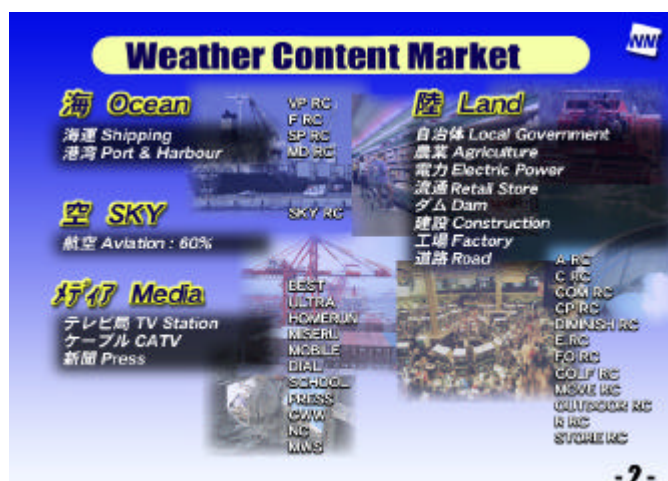 Weather Content Market
WNI
海 Ocean
海運 Shipping
港湾 Port & Harbour
VP RC
F RC
SP RC
MD RC
空 SKY
航空 Aviation : 60%
SKY RC
メディア Media
テレビ局 TV Station
ケーブル CATV
新聞 Press
BEST
ULTRA
HOMERUN
MISERU
MOBILE
DIAL
SCHOOL
PRESS
CWW
NC
MWS
陸 Land
自治体 Local Government
農業 Agriculture
電力 Electric Power
流通 Retail Store
ダム Dam
建設 Construction
工場 Factory
道路 Road
A RC
C RC
COM RC
CP RC
DIMINISH RC
E RC
FO RC
GOLF RC
MOVE RC
OUTDOOR RC
R RC
STORE RC
- 2 -